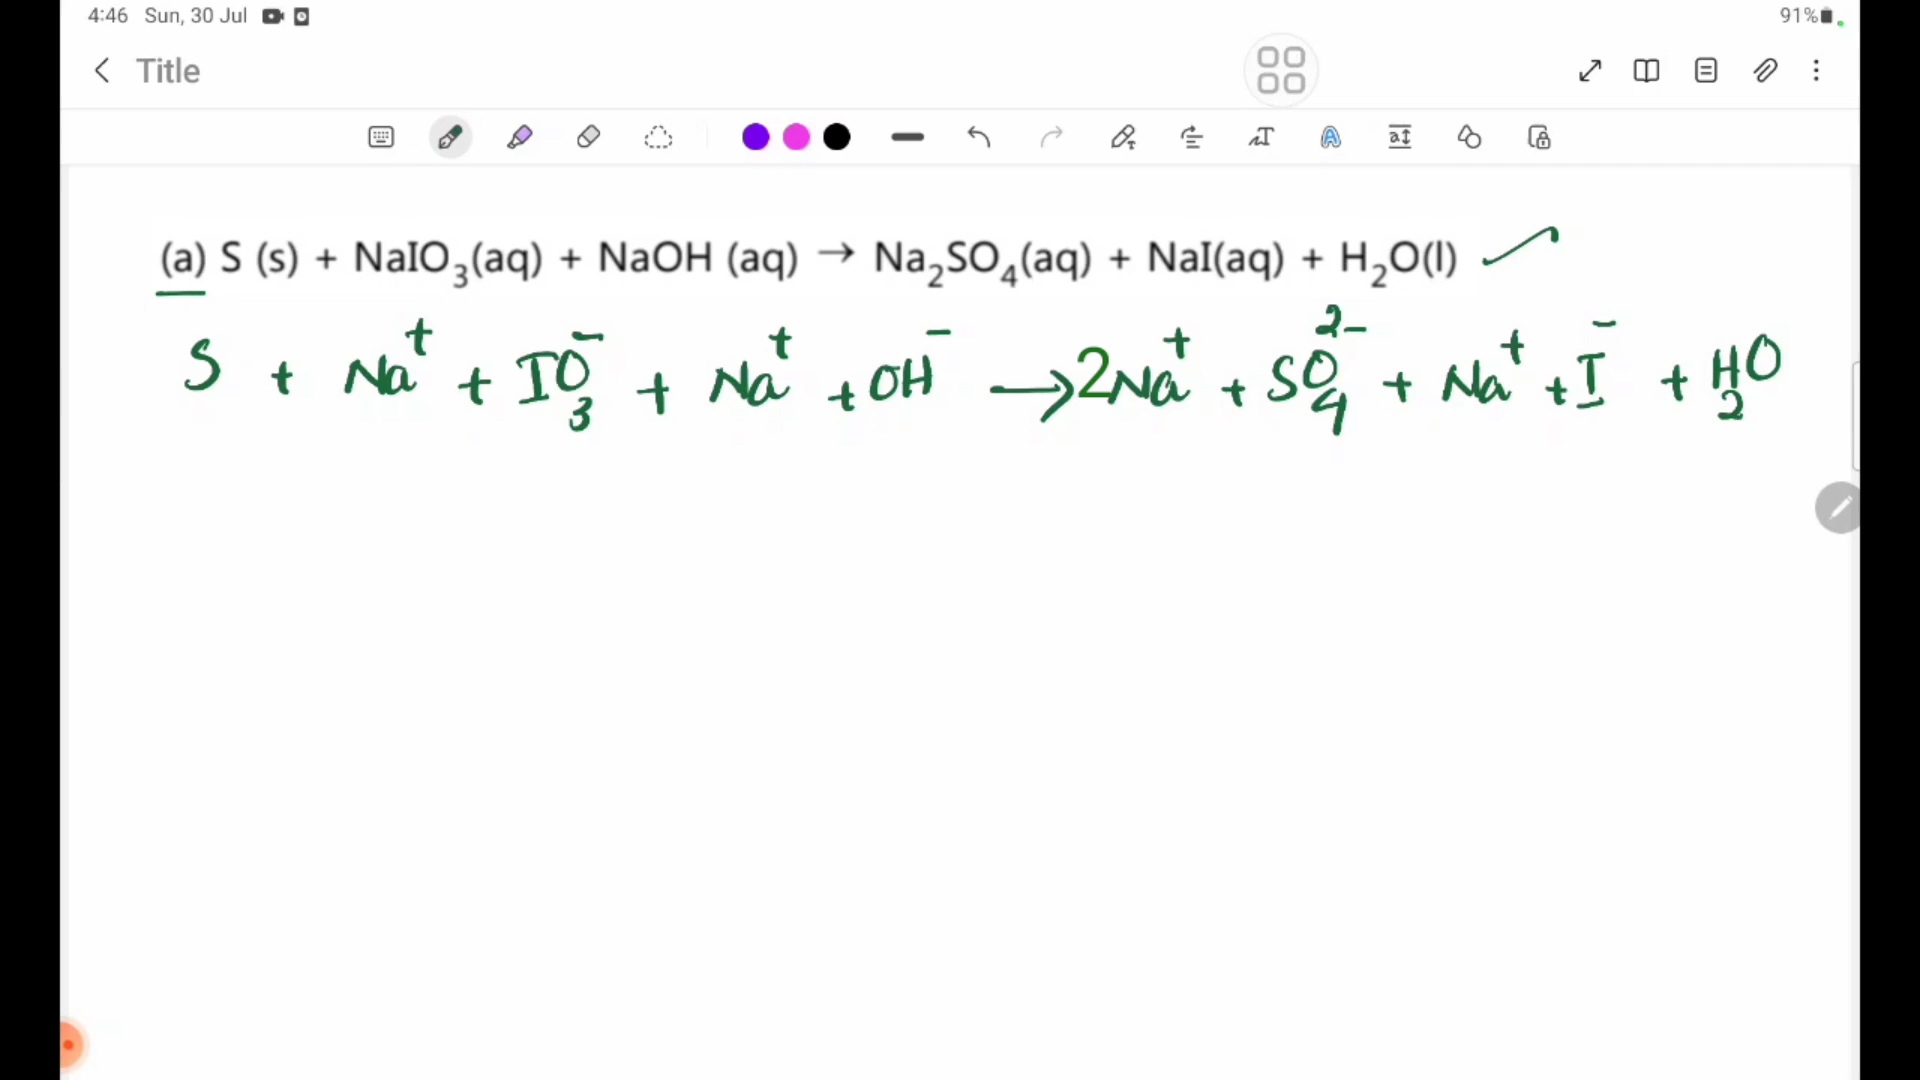 4:46 Sun, 30 Jul 91%
Title
(a) S (s) + NaIO₃(aq) + NaOH (aq) → Na₂SO₄(aq) + NaI(aq) + H₂O(l)
S + Na⁺ + IO₃⁻ + Na⁺ + OH⁻ → 2Na⁺ + SO₄²⁻ + Na⁺ + I⁻ + H₂O